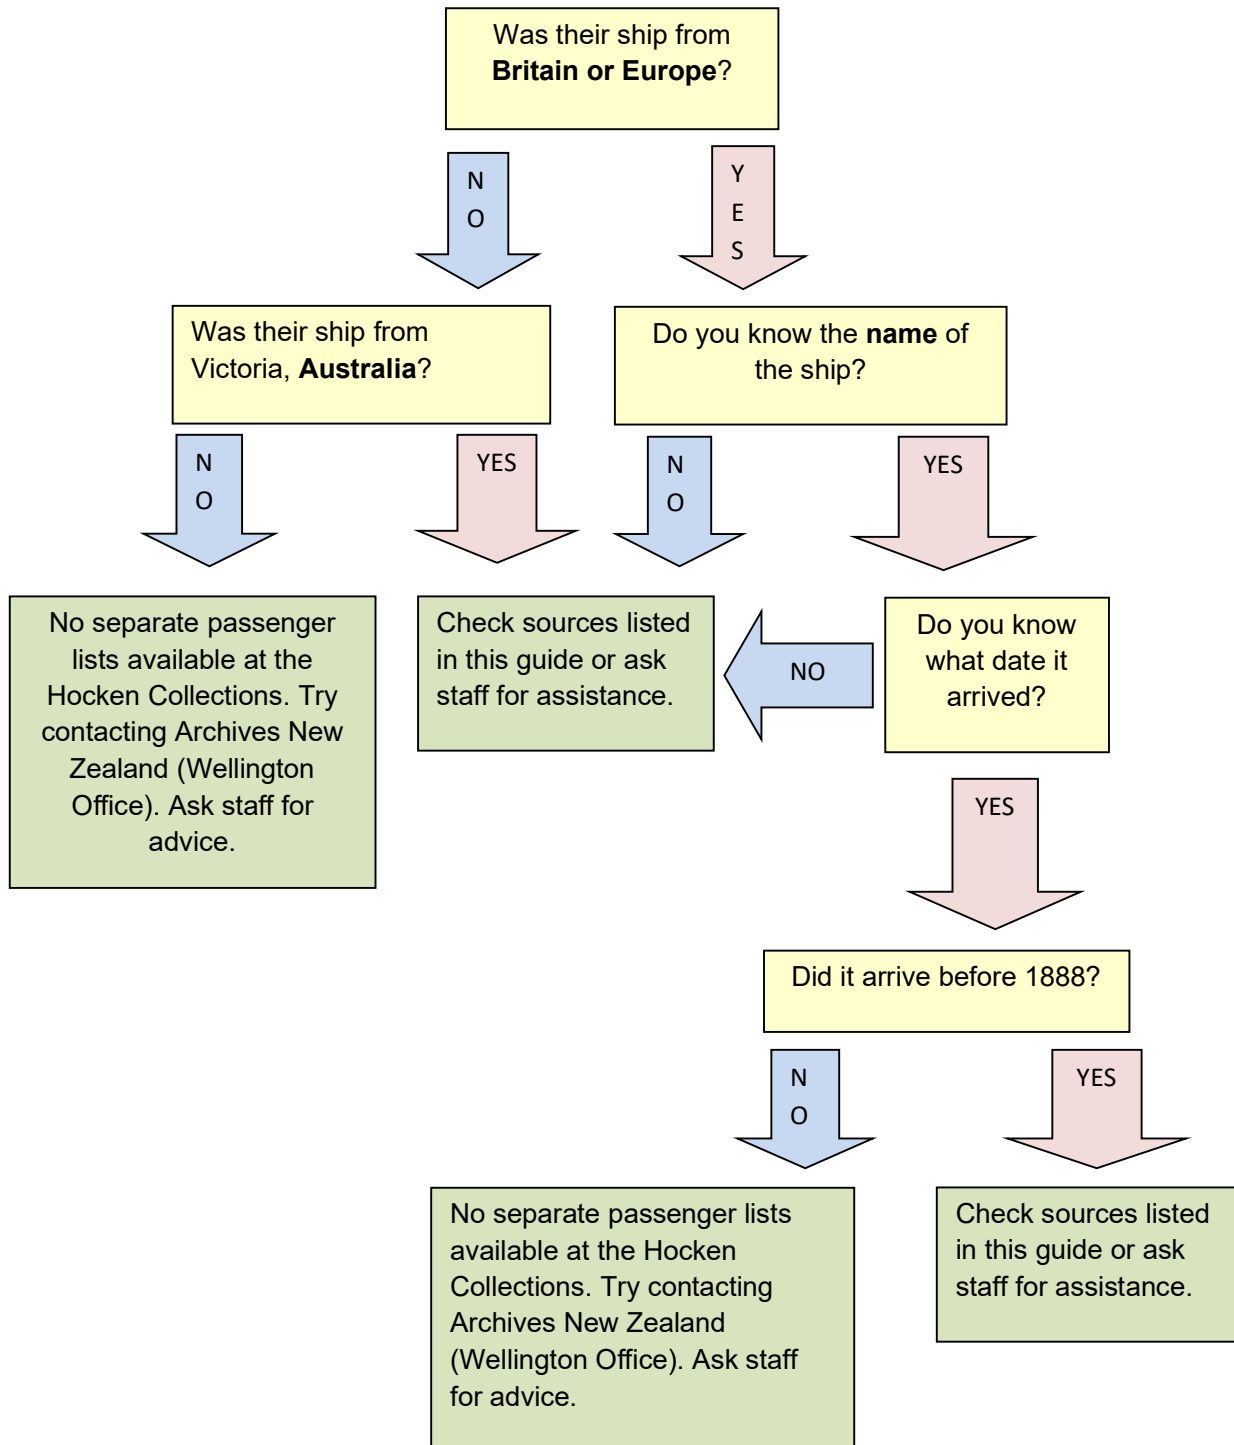 Was their ship from
Britain or Europe?
N
O
Y
E
S
Was their ship from
Victoria, Australia?
Do you know the name of
the ship?
N
O
YES
N
O
YES
No separate passenger
lists available at the
Hocken Collections. Try
contacting Archives New
Zealand (Wellington
Office). Ask staff for
advice.
Check sources listed
in this guide or ask
staff for assistance.
NO
Do you know
what date it
arrived?
YES
Did it arrive before 1888?
N
O
YES
No separate passenger lists
available at the Hocken
Collections. Try contacting
Archives New Zealand
(Wellington Office). Ask staff
for advice.
Check sources listed
in this guide or ask
staff for assistance.